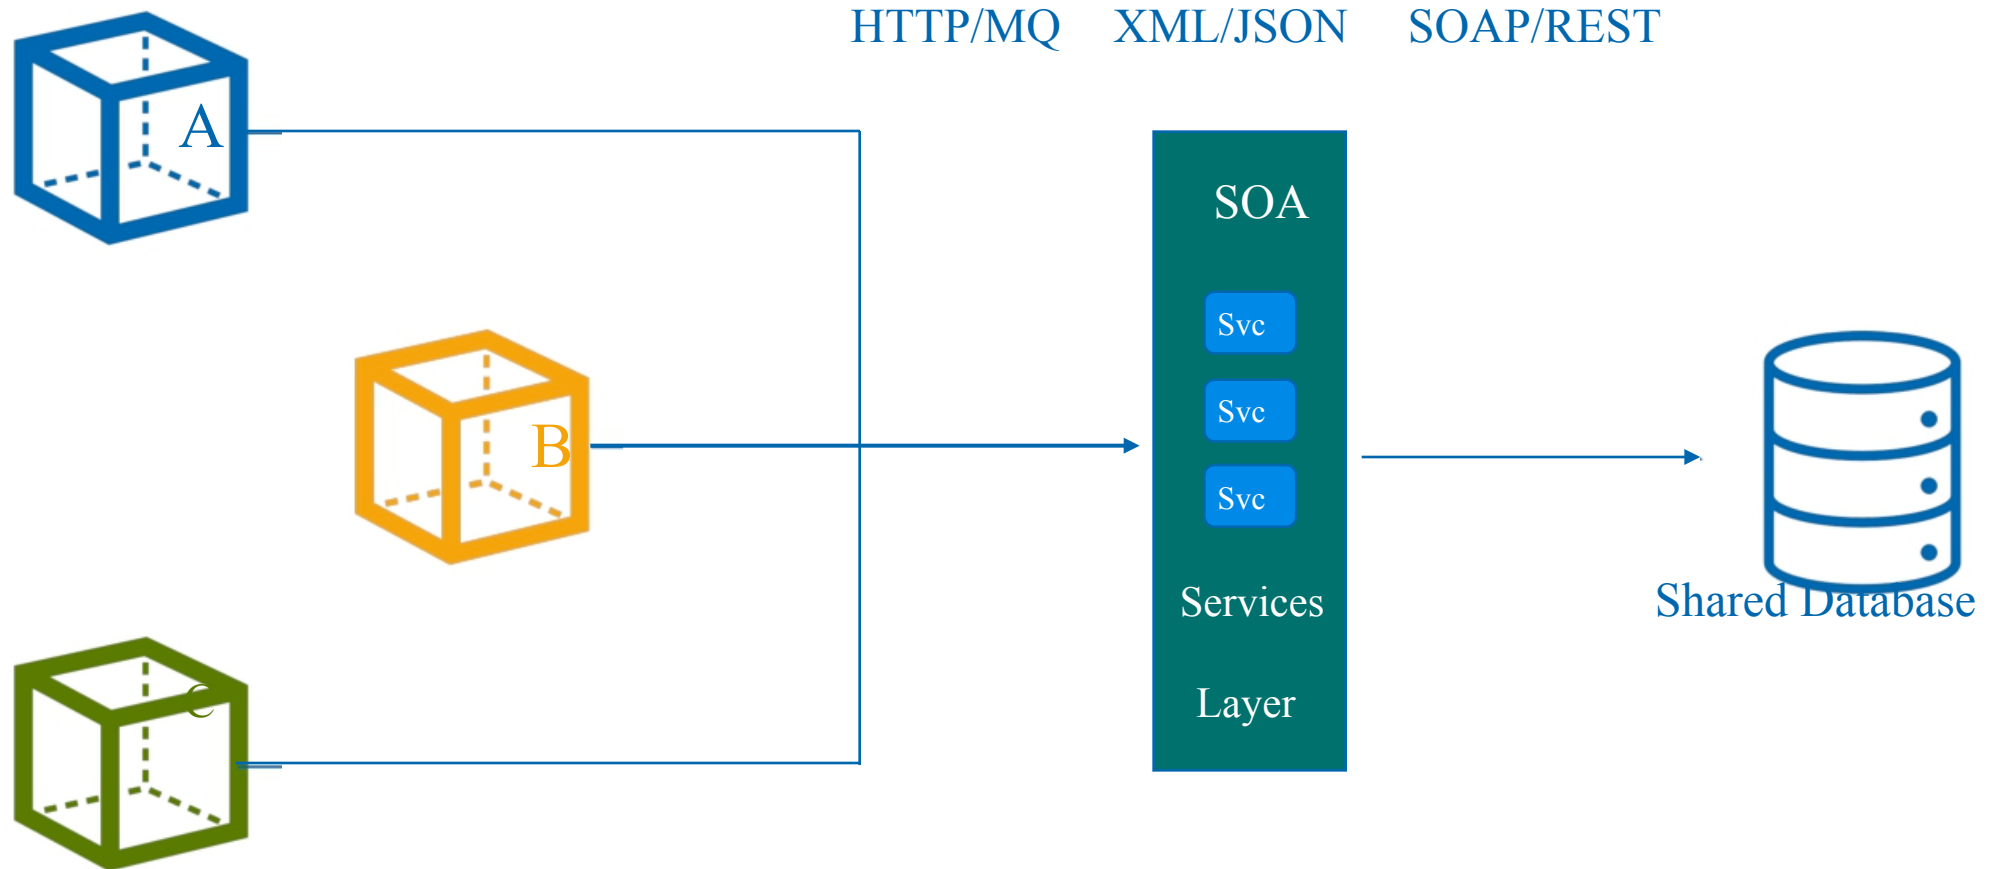 HTTP/MQ XML/JSON SOAP/REST
A
SOA
Svc
Svc
B
Svc
Services
Shared Database
C
Layer